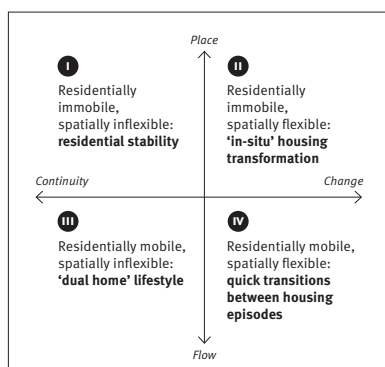 Place
I
Residentially
immobile,
spatially inflexible:
residential stability
II
Residentially
immobile,
spatially flexible:
‘in-situ’ housing
transformation
Continuity
Change
III
Residentially mobile,
spatially inflexible:
‘dual home’ lifestyle
IV
Residentially mobile,
spatially flexible:
quick transitions
between housing
episodes
Flow